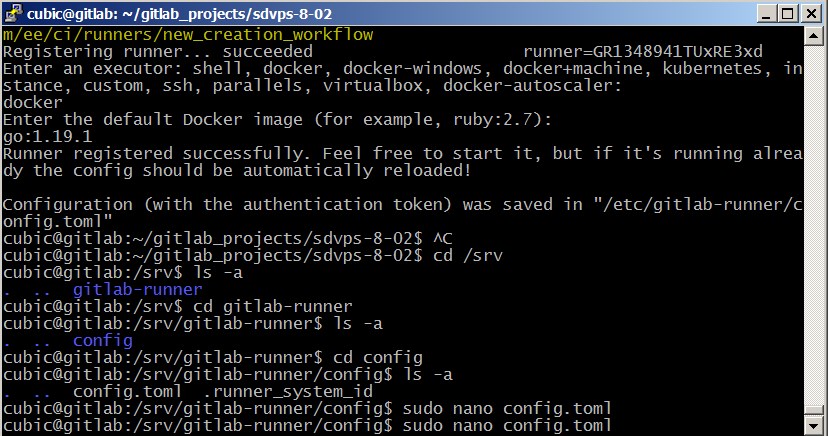 cubic@gitlab: ~/gitlab_projects/sdvps-8-02
m/ee/ci/runners/new_creation_workflow
Registering runner... succeeded                     runner=GR1348941TUxRE3xd
Enter an executor: shell, docker, docker-windows, docker+machine, kubernetes, in
stance, custom, ssh, parallels, virtualbox, docker-autoscaler:
docker
Enter the default Docker image (for example, ruby:2.7):
go:1.19.1
Runner registered successfully. Feel free to start it, but if it's running alrea
dy the config should be automatically reloaded!
Configuration (with the authentication token) was saved in "/etc/gitlab-runner/c
onfig.toml"
cubic@gitlab:~/gitlab_projects/sdvps-8-02$ ^C
cubic@gitlab:~/gitlab_projects/sdvps-8-02$ cd /srv
cubic@gitlab:/srv$ ls -a
.  ..  gitlab-runner
cubic@gitlab:/srv$ cd gitlab-runner
cubic@gitlab:/srv/gitlab-runner$ ls -a
.  ..  config
cubic@gitlab:/srv/gitlab-runner$ cd config
cubic@gitlab:/srv/gitlab-runner/config$ ls -a
.  ..  config.toml  .runner_system_id
cubic@gitlab:/srv/gitlab-runner/config$ sudo nano config.toml
cubic@gitlab:/srv/gitlab-runner/config$ sudo nano config.toml